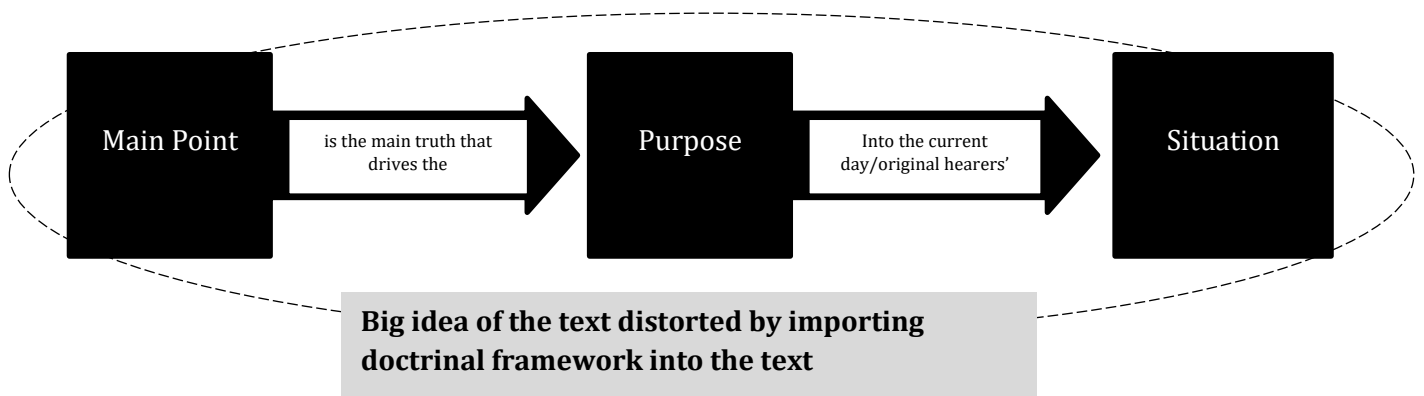 Main Point
is the main truth that
drives the
Purpose
Into the current
day/original hearers’
Situation
Big idea of the text distorted by importing
doctrinal framework into the text